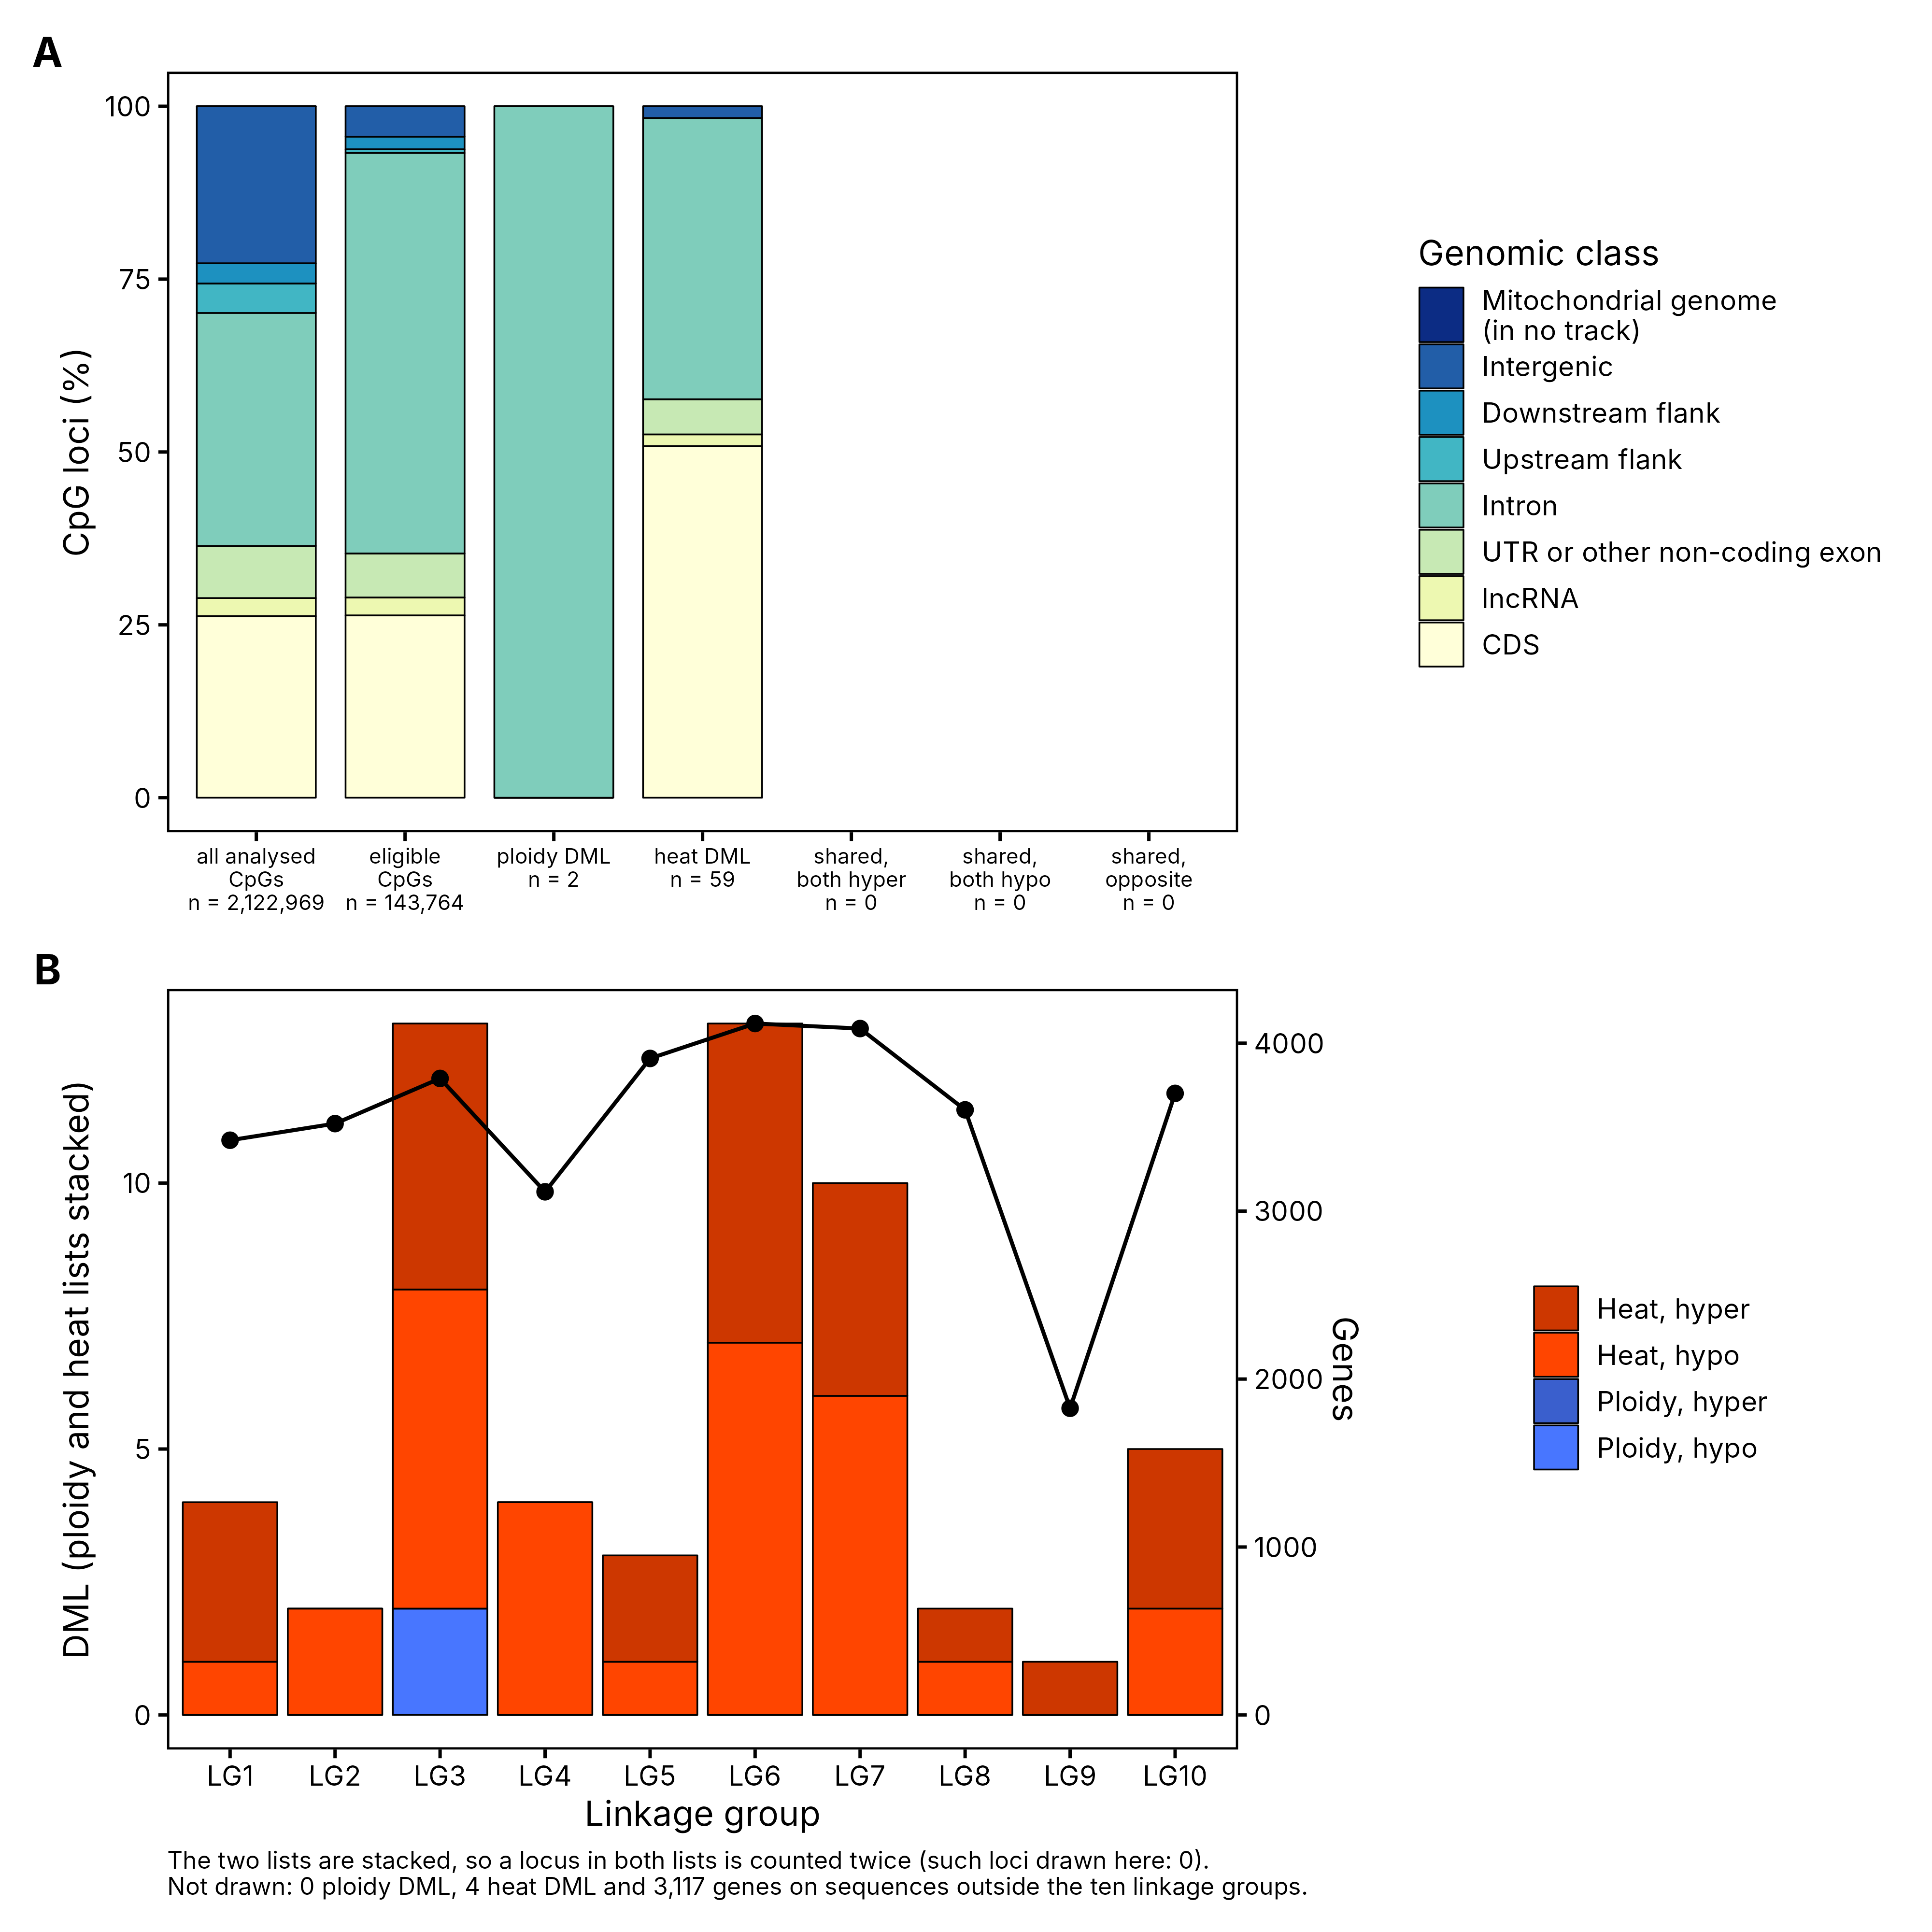 A
100
75
50
25
0
CpG loci (%)
all analysed
CpGs
n = 2,122,969
eligible
CpGs
n = 143,764
ploidy DML
n = 2
heat DML
n = 59
shared,
both hyper
n = 0
shared,
both hypo
n = 0
shared,
opposite
n = 0
Genomic class
Mitochondrial genome
(in no track)
Intergenic
Downstream flank
Upstream flank
Intron
UTR or other non-coding exon
lncRNA
CDS
B
10
5
0
DML (ploidy and heat lists stacked)
4000
3000
2000
1000
0
Genes
LG1
LG2
LG3
LG4
LG5
LG6
LG7
LG8
LG9
LG10
Linkage group
Heat, hyper
Heat, hypo
Ploidy, hyper
Ploidy, hypo
The two lists are stacked, so a locus in both lists is counted twice (such loci drawn here: 0).
Not drawn: 0 ploidy DML, 4 heat DML and 3,117 genes on sequences outside the ten linkage groups.